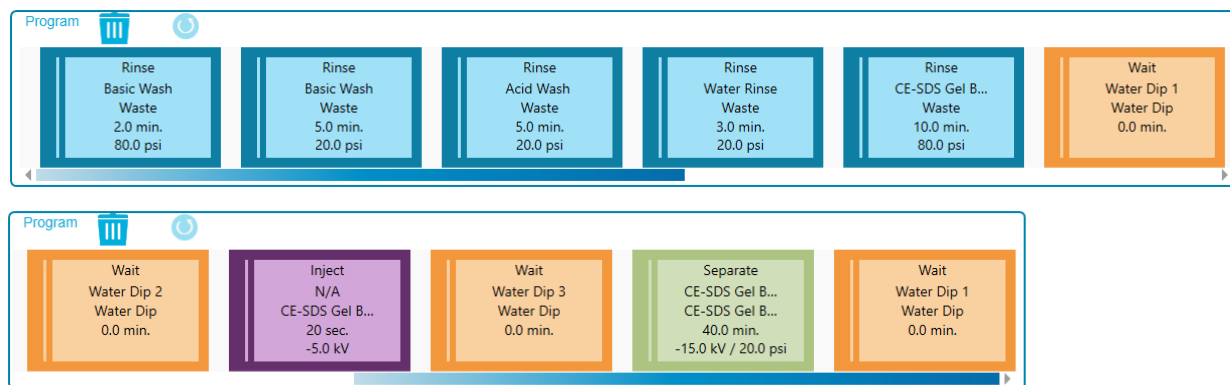 Program
Rinse
Basic Wash
Waste
2.0 min.
80.0 psi
Rinse
Basic Wash
Waste
5.0 min.
20.0 psi
Rinse
Acid Wash
Waste
5.0 min.
20.0 psi
Rinse
Water Rinse
Waste
3.0 min.
20.0 psi
Rinse
CE-SDS Gel B...
Waste
10.0 min.
80.0 psi
Wait
Water Dip 1
Water Dip
0.0 min.
Program
Wait
Water Dip 2
Water Dip
0.0 min.
Inject
N/A
CE-SDS Gel B...
20 sec.
-5.0 kV
Wait
Water Dip 3
Water Dip
0.0 min.
Separate
CE-SDS Gel B...
CE-SDS Gel B...
40.0 min.
-15.0 kV / 20.0 psi
Wait
Water Dip 1
Water Dip
0.0 min.